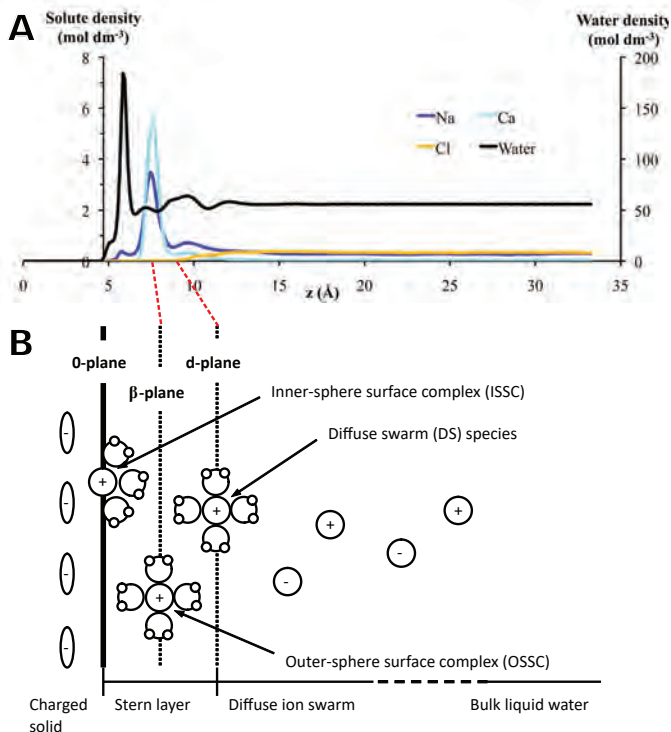 A
Solute density
(mol dm-3)
Water density
(mol dm-3)
8
6
4
2
0
200
150
100
50
0
Na
Ca
Cl
Water
0
5
10
15
20
25
30
35
z (Å)
B
0-plane
d-plane
β-plane
Inner-sphere surface complex (ISSC)
Diffuse swarm (DS) species
-
-
-
-
+
+
+
+
+
-
-
Outer-sphere surface complex (OSSC)
Charged
solid
Stern layer
Diffuse ion swarm
Bulk liquid water